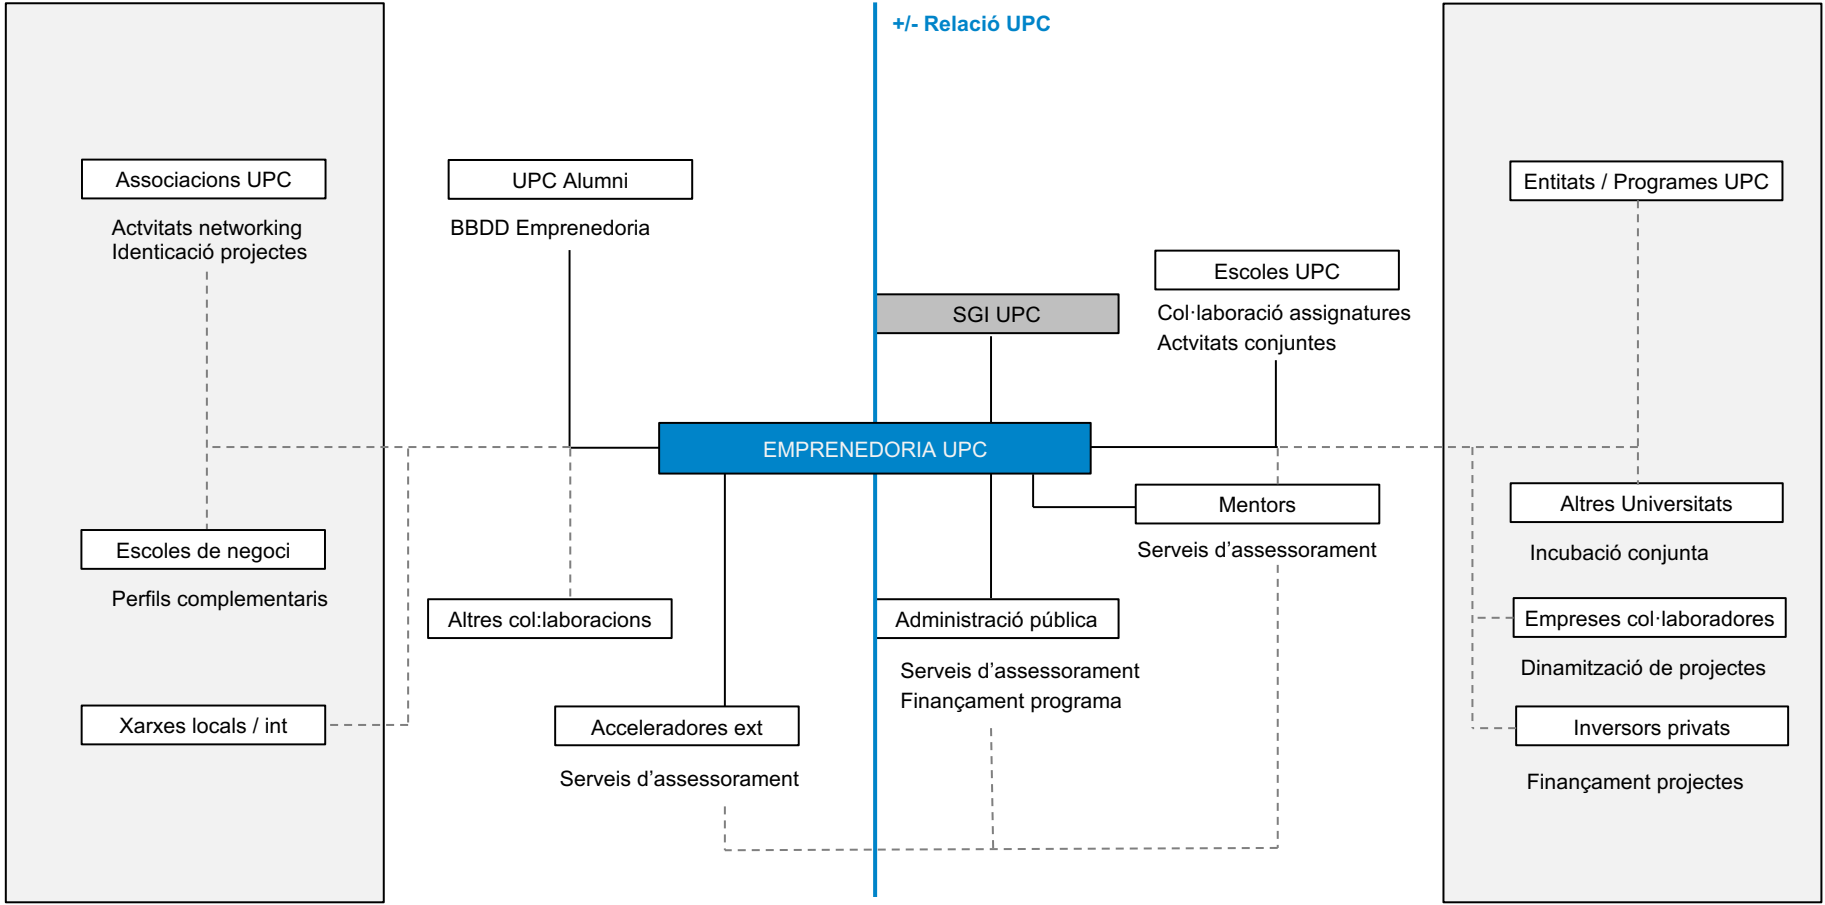 +/- Relació UPC
Associacions UPC
Actvitats networking
Identicació projectes
UPC Alumni
BBDD Emprenedoria
Entitats / Programes UPC
Escoles UPC
Col·laboració assignatures
Actvitats conjuntes
SGI UPC
EMPRENEDORIA UPC
Mentors
Serveis d’assessorament
Altres Universitats
Incubació conjunta
Escoles de negoci
Perfils complementaris
Altres col:laboracions
Administració pública
Serveis d’assessorament
Finançament programa
Empreses col·laboradores
Dinamització de projectes
Xarxes locals / int
Acceleradores ext
Serveis d’assessorament
Inversors privats
Finançament projectes